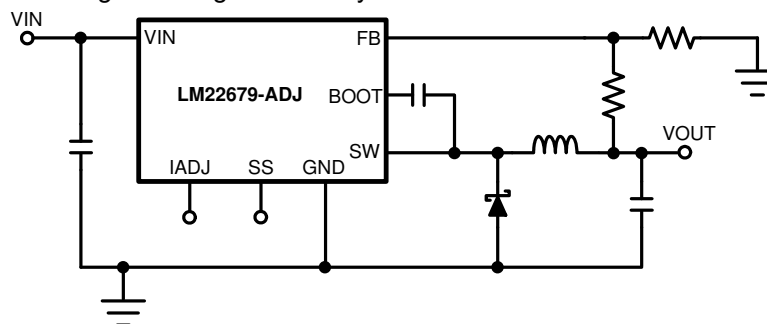 VIN
VIN
FB
LM22679-ADJ
BOOT
SW
VOUT
IADJ
SS
GND